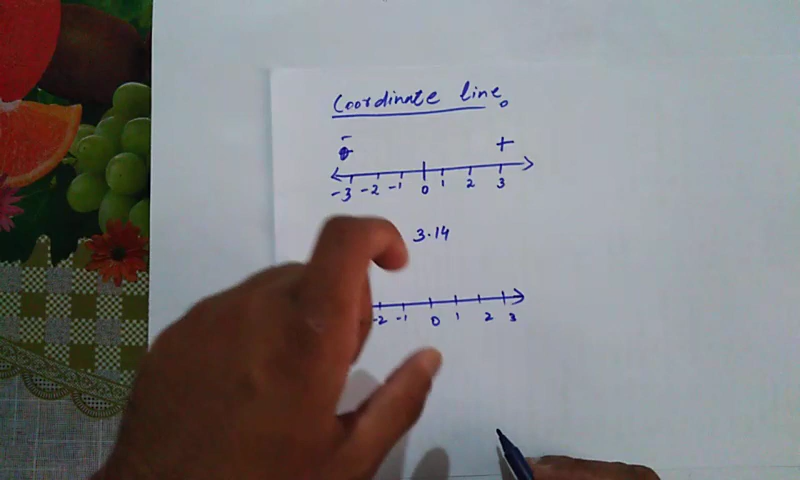 Coordinate line.
- +
-3 -2 -1 0 1 2 3
3.14
-2 -1 0 1 2 3